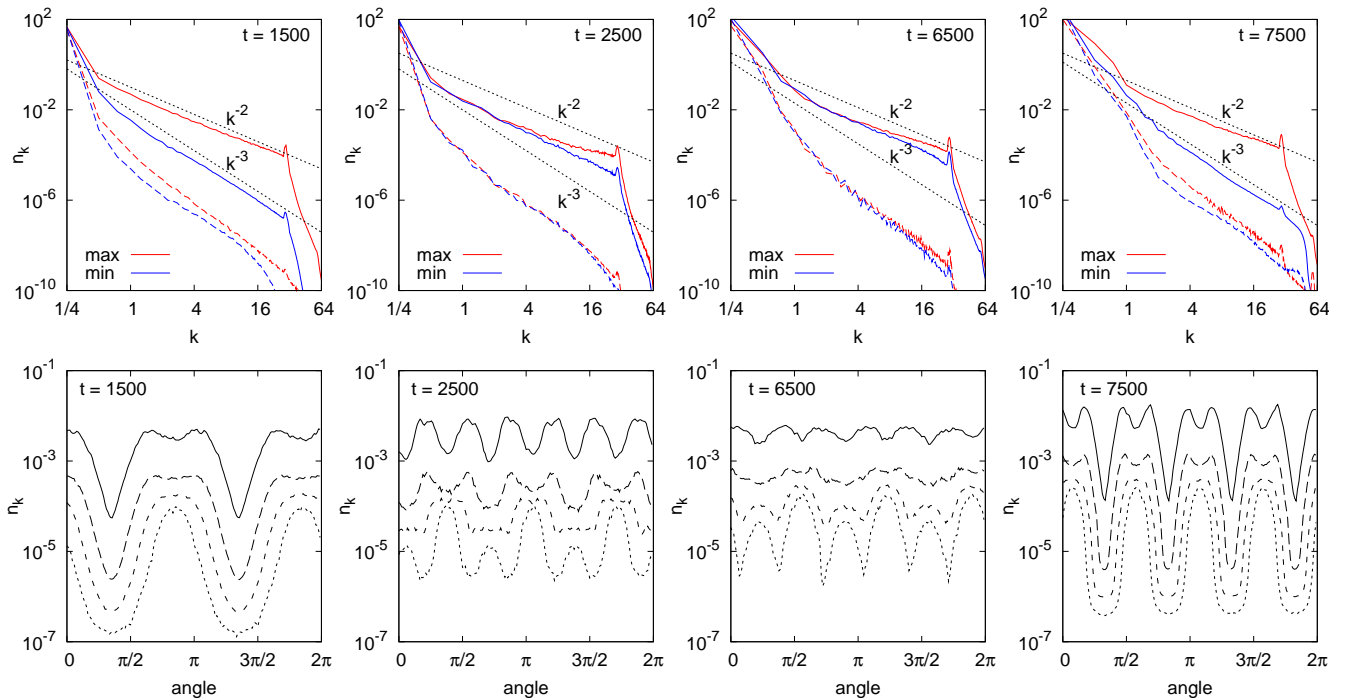 10^2
10^-2
10^-6
10^-10
n_k
t = 1500
k^-2
k^-3
max
min
1/4 1 4 16 64
k
10^2
10^-2
10^-6
10^-10
n_k
t = 2500
k^-2
k^-3
max
min
1/4 1 4 16 64
k
10^2
10^-2
10^-6
10^-10
n_k
t = 6500
k^-2
k^-3
max
min
1/4 1 4 16 64
k
10^2
10^-2
10^-6
10^-10
n_k
t = 7500
k^-2
k^-3
max
min
1/4 1 4 16 64
k
10^-1
10^-3
10^-5
10^-7
n_k
t = 1500
0 π/2 π 3π/2 2π
angle
10^-1
10^-3
10^-5
10^-7
n_k
t = 2500
0 π/2 π 3π/2 2π
angle
10^-1
10^-3
10^-5
10^-7
n_k
t = 6500
0 π/2 π 3π/2 2π
angle
10^-1
10^-3
10^-5
10^-7
n_k
t = 7500
0 π/2 π 3π/2 2π
angle